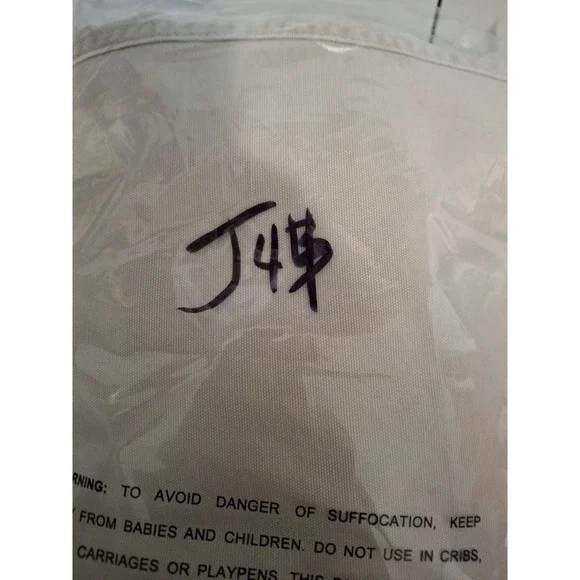 J4$
RNING: TO AVOID DANGER OF SUFFOCATION, KEEP
FROM BABIES AND CHILDREN. DO NOT USE IN CRIBS,
CARRIAGES OR PLAYPENS. THIS